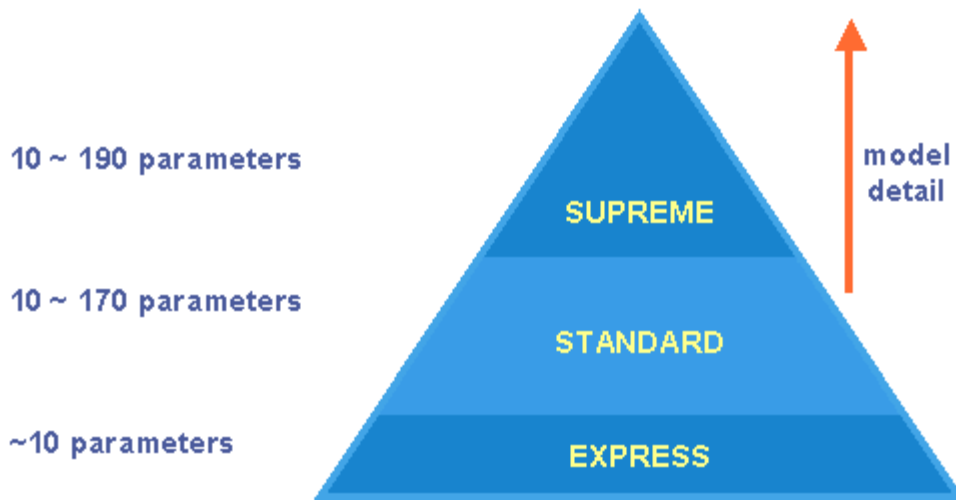 10 ~ 190 parameters
model
detail
SUPREME
10 ~ 170 parameters
STANDARD
~10 parameters
EXPRESS